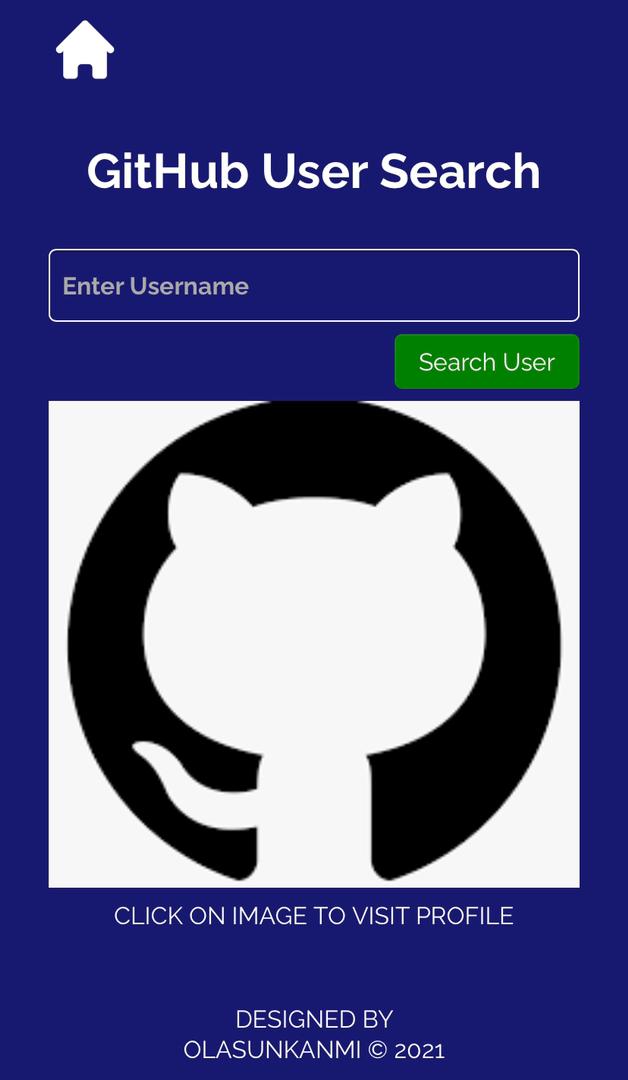 GitHub User Search
Enter Username
Search User
CLICK ON IMAGE TO VISIT PROFILE
DESIGNED BY
OLASUNKANMI © 2021